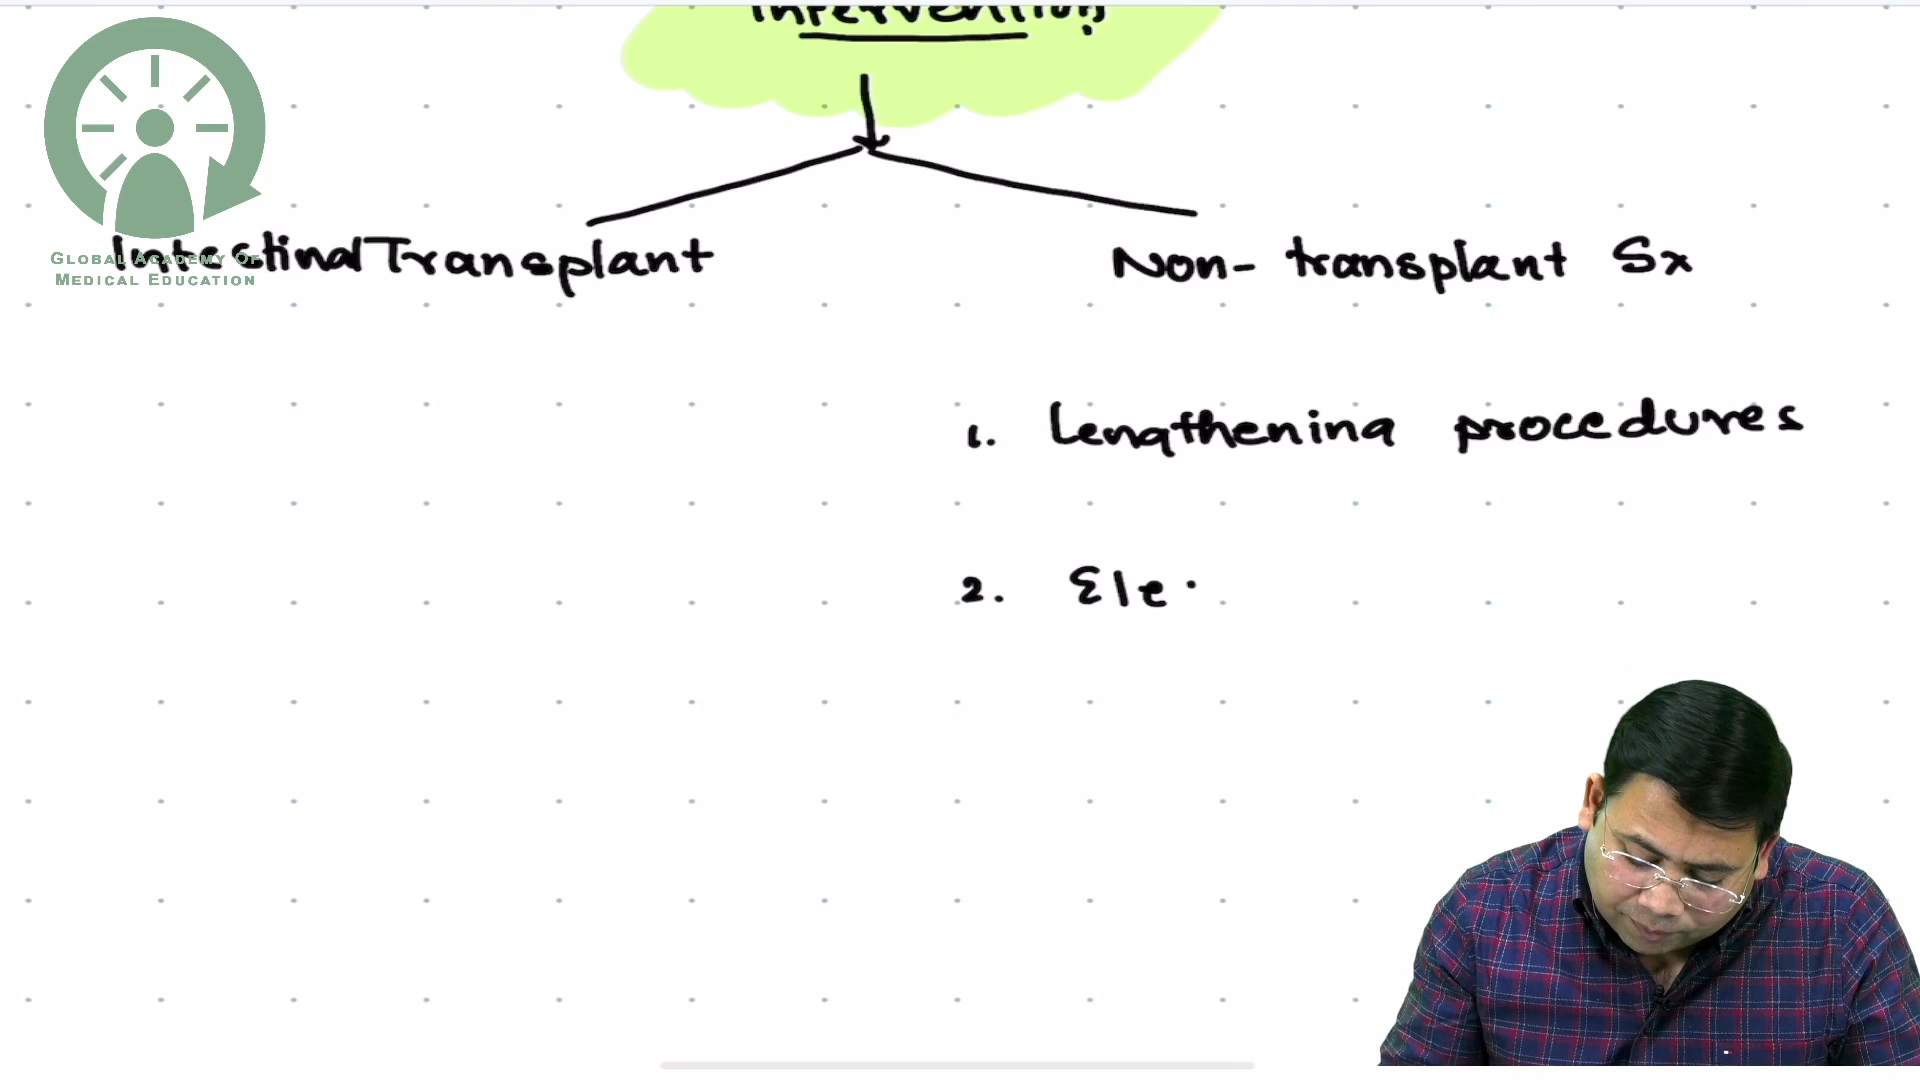 Intervention
GLOBAL ACADEMY OF
MEDICAL EDUCATION
Intestinal Transplant
Non- transplant Sx
1. Lengthening procedures
2. Ele